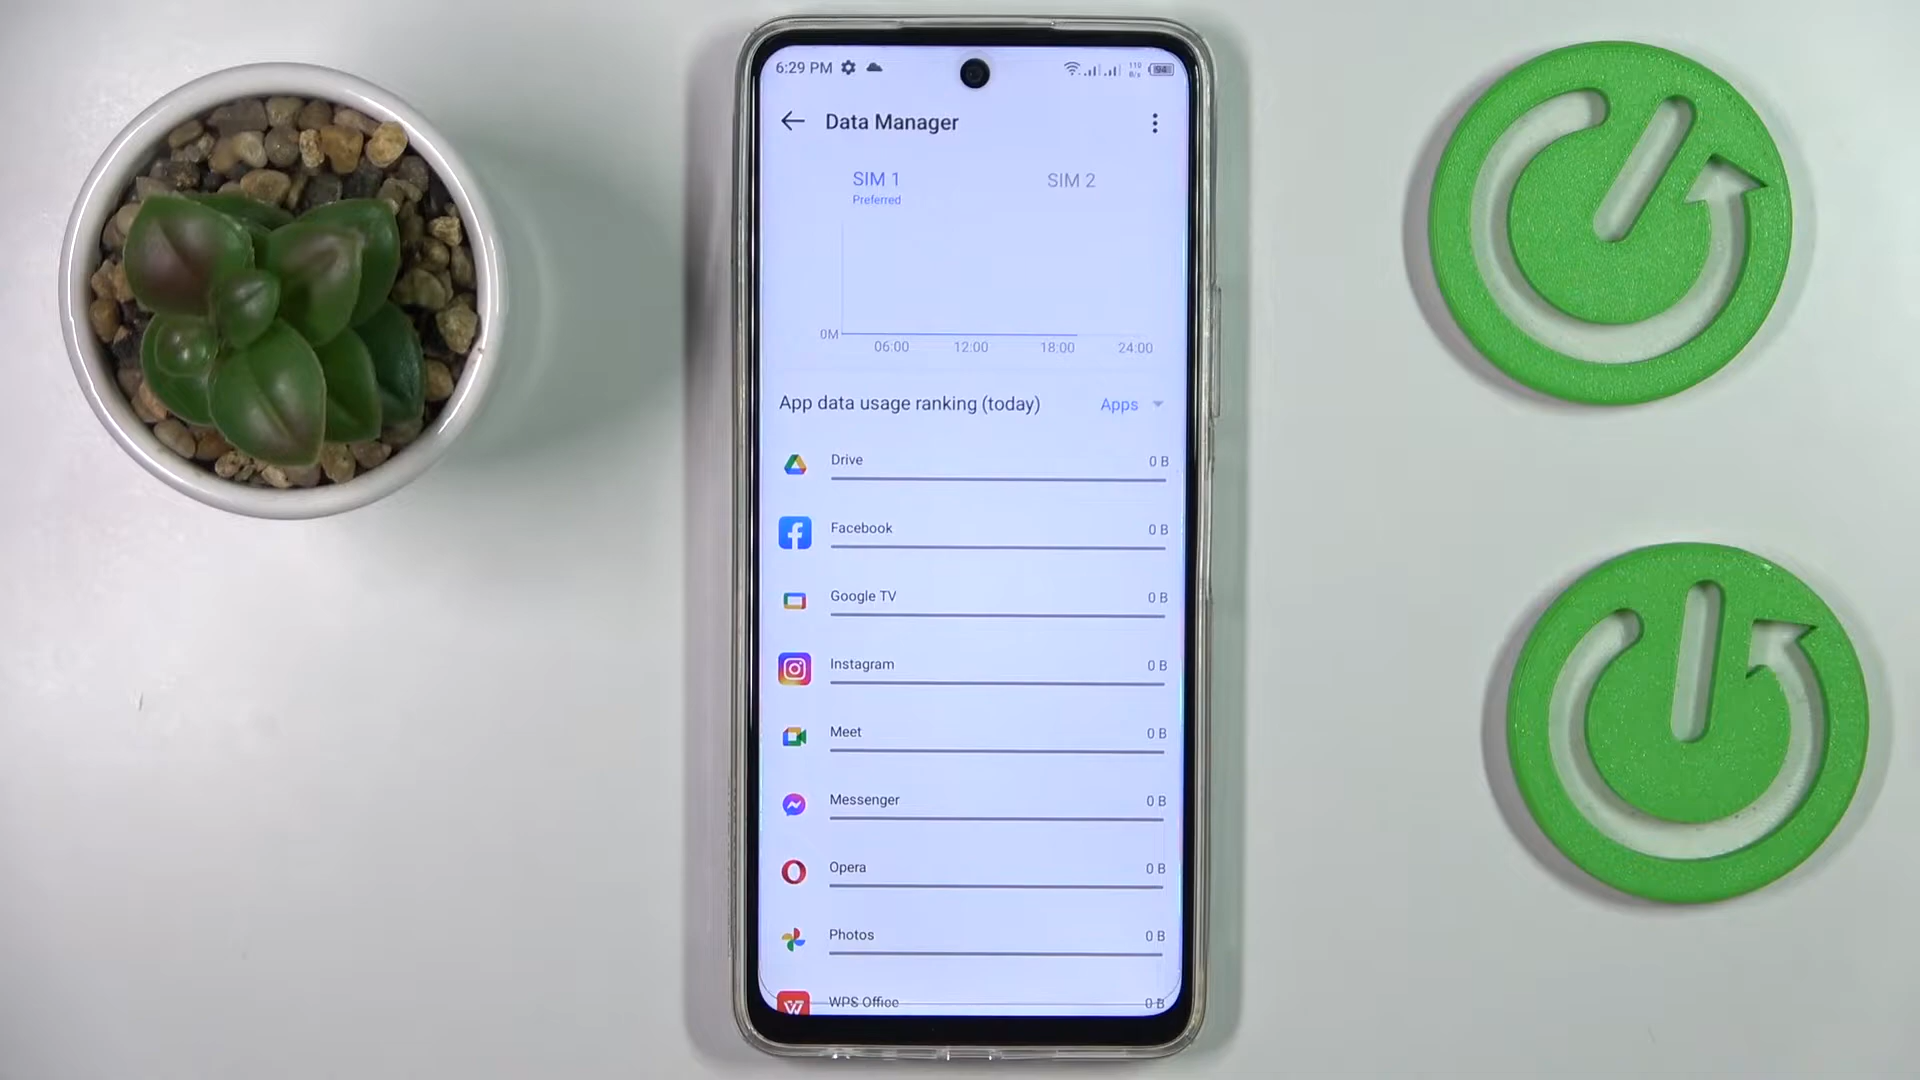 6:29 PM
110
B/s
94
Data Manager
SIM 1
SIM 2
Preferred
0M
06:00
12:00
18:00
24:00
App data usage ranking (today)
Apps
Drive
0 B
Facebook
0 B
Google TV
0 B
Instagram
0 B
Meet
0 B
Messenger
0 B
Opera
0 B
Photos
0 B
WPS Office
0 B